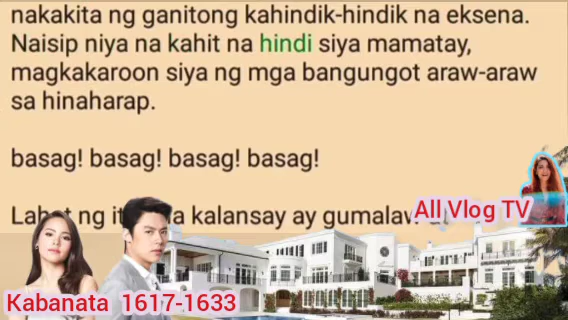 nakakita ng ganitong kahindik-hindik na eksena.
Naisip niya na kahit na hindi siya mamatay,
magkakaroon siya ng mga bangungot araw-araw
sa hinaharap.
basag! basag! basag! basag!
ng kalansay ay gumalaw
All Vlog TV
Kabanata 1617-1633